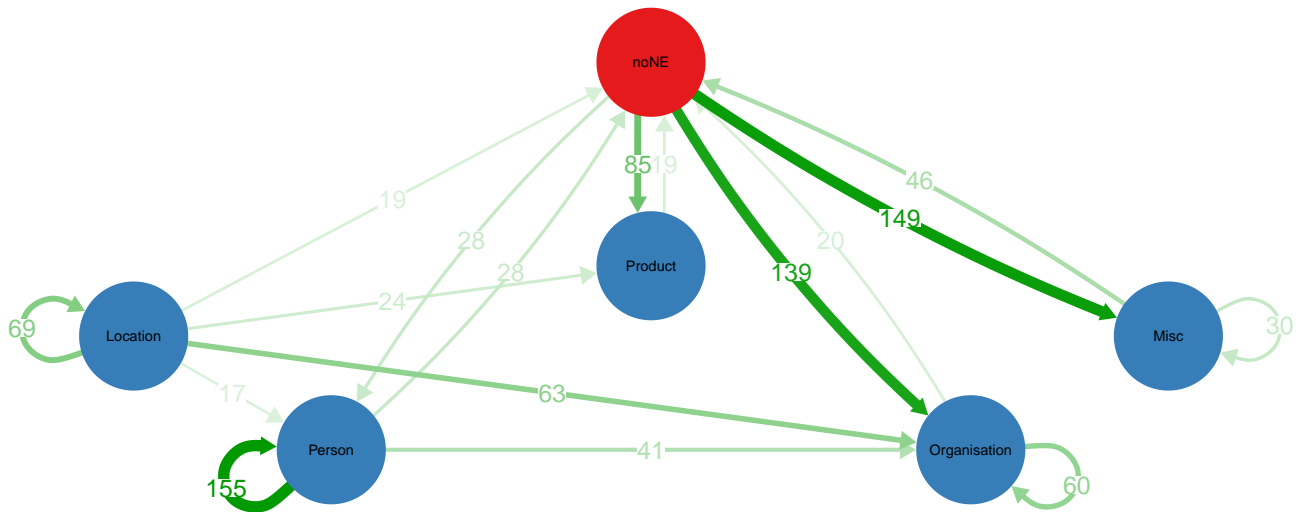 noNE
85
19
46
19
149
28
20
28
Product
139
24
69
Location
Misc
30
17
63
Person
41
Organisation
155
60